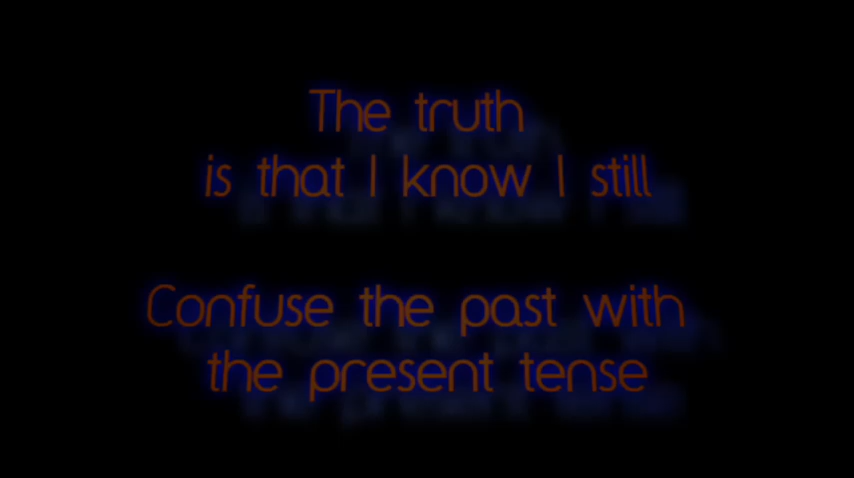 The truth
is that I know I still
Confuse the past with
the present tense